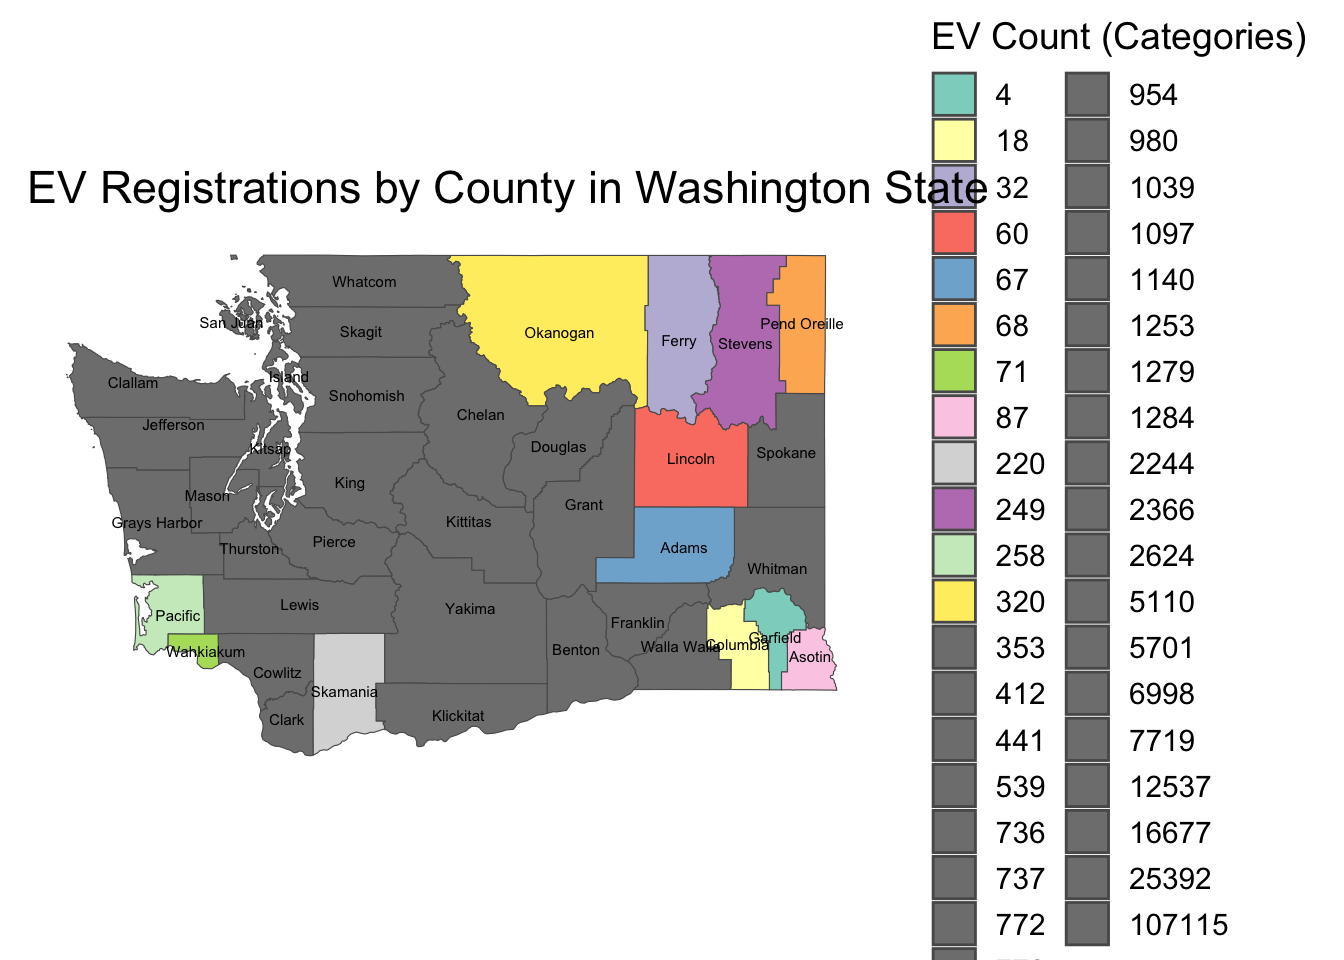 EV Count (Categories)
4
18
32
60
67
68
71
87
220
249
258
320
353
412
441
539
736
737
772
954
980
1039
1097
1140
1253
1279
1284
2244
2366
2624
5110
5701
6998
7719
12537
16677
25392
107115
EV Registrations by County in Washington State
Whatcom
San Juan
Skagit
Okanogan
Ferry
Stevens
Pend Oreille
Clallam
Island
Snohomish
Chelan
Jefferson
Kitsap
Douglas
Lincoln
Spokane
King
Mason
Grant
Grays Harbor
Kittitas
Thurston
Pierce
Adams
Whitman
Pacific
Lewis
Yakima
Franklin
Garfield
Wahkiakum
Walla Walla
Columbia
Benton
Asotin
Cowlitz
Skamania
Clark
Klickitat